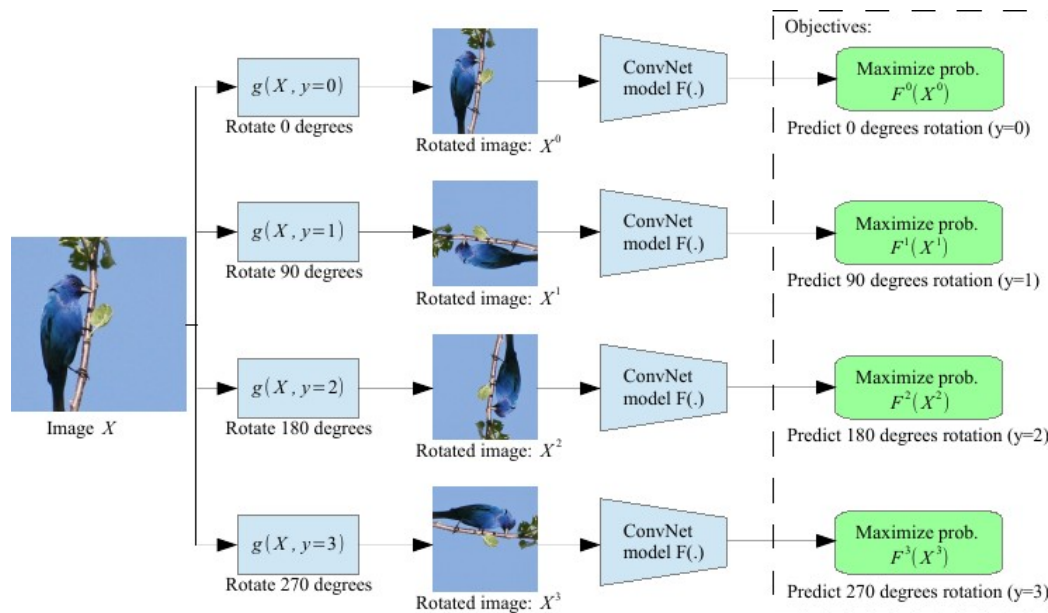 Objectives:
g(X, y=0)
Rotate 0 degrees
Rotated image: X⁰
ConvNet
model F(.)
Maximize prob.
F⁰(X⁰)
Predict 0 degrees rotation (y=0)
g(X, y=1)
Rotate 90 degrees
Rotated image: X¹
ConvNet
model F(.)
Maximize prob.
F¹(X¹)
Predict 90 degrees rotation (y=1)
Image X
g(X, y=2)
Rotate 180 degrees
Rotated image: X²
ConvNet
model F(.)
Maximize prob.
F²(X²)
Predict 180 degrees rotation (y=2)
g(X, y=3)
Rotate 270 degrees
Rotated image: X³
ConvNet
model F(.)
Maximize prob.
F³(X³)
Predict 270 degrees rotation (y=3)